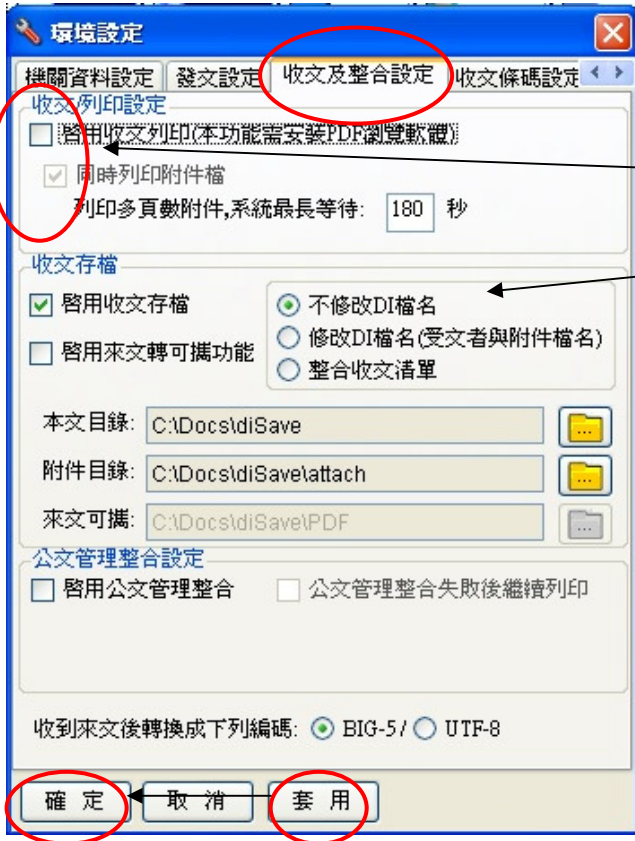 環境設定
機關資料設定 發文設定 收文及整合設定 收文條碼設定
收文列印設定
啓用收文列印(本功能需安裝PDF瀏覽軟體)
同時列印附件檔
列印多頁數附件,系統最長等待: 180 秒
收文存檔
啓用收文存檔
不修改DI檔名
修改DI檔名(受文者與附件檔名)
啓用來文轉可攜功能
整合收文清單
本文目錄: C:\Docs\diSave ...
附件目錄: C:\Docs\diSave\attach ...
來文可攜: C:\Docs\diSave\PDF ...
公文管理整合設定
啓用公文管理整合 公文管理整合失敗後繼續列印
收到來文後轉換成下列編碼: BIG-5/ UTF-8
確 定 取 消 套 用